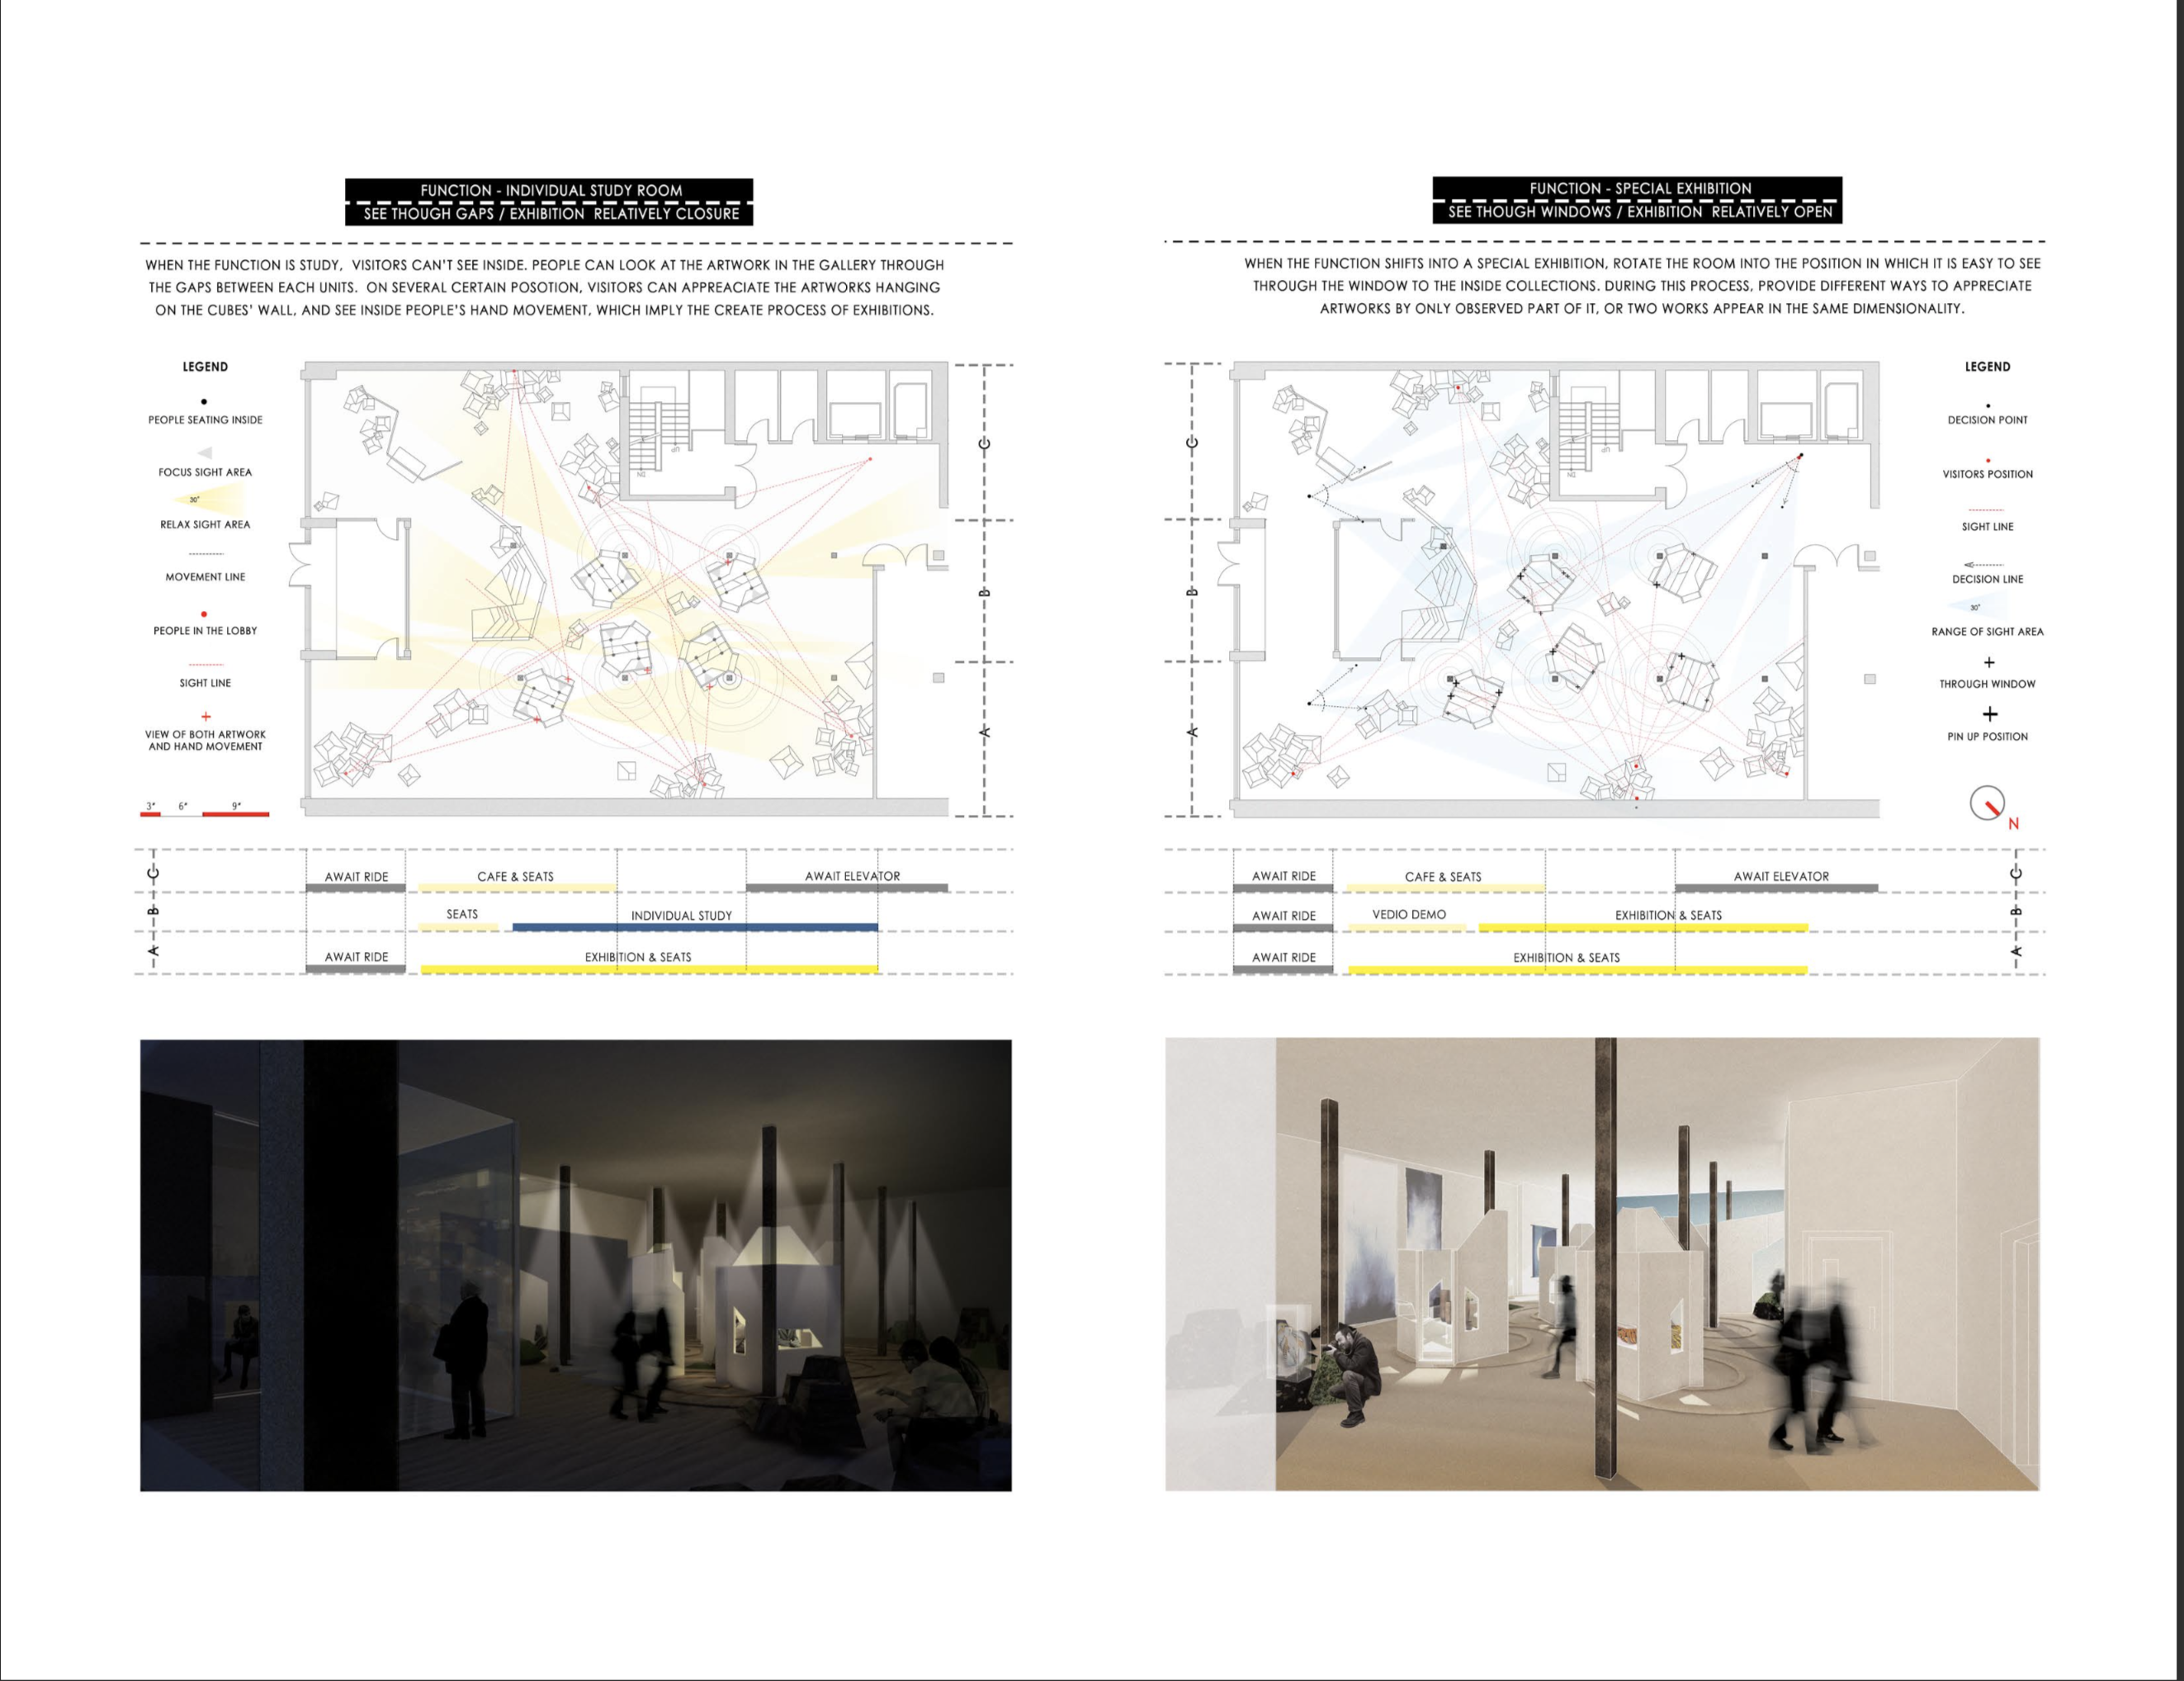 FUNCTION - INDIVIDUAL STUDY ROOM
SEE THOUGH GAPS / EXHIBITION RELATIVELY CLOSURE
WHEN THE FUNCTION IS STUDY, VISITORS CAN'T SEE INSIDE. PEOPLE CAN LOOK AT THE ARTWORK IN THE GALLERY THROUGH
THE GAPS BETWEEN EACH UNITS. ON SEVERAL CERTAIN POSOTION, VISITORS CAN APPREACIATE THE ARTWORKS HANGING
ON THE CUBES' WALL, AND SEE INSIDE PEOPLE'S HAND MOVEMENT, WHICH IMPLY THE CREATE PROCESS OF EXHIBITIONS.
LEGEND
PEOPLE SEATING INSIDE
FOCUS SIGHT AREA
30°
RELAX SIGHT AREA
MOVEMENT LINE
PEOPLE IN THE LOBBY
SIGHT LINE
VIEW OF BOTH ARTWORK
AND HAND MOVEMENT
3" 6" 9"
UP
DN
C
B
A
C
B
A
AWAIT RIDE CAFE & SEATS AWAIT ELEVATOR
SEATS INDIVIDUAL STUDY
AWAIT RIDE EXHIBITION & SEATS
FUNCTION - SPECIAL EXHIBITION
SEE THOUGH WINDOWS / EXHIBITION RELATIVELY OPEN
WHEN THE FUNCTION SHIFTS INTO A SPECIAL EXHIBITION, ROTATE THE ROOM INTO THE POSITION IN WHICH IT IS EASY TO SEE
THROUGH THE WINDOW TO THE INSIDE COLLECTIONS. DURING THIS PROCESS, PROVIDE DIFFERENT WAYS TO APPRECIATE
ARTWORKS BY ONLY OBSERVED PART OF IT, OR TWO WORKS APPEAR IN THE SAME DIMENSIONALITY.
C
B
A
UP
DN
LEGEND
DECISION POINT
VISITORS POSITION
SIGHT LINE
DECISION LINE
30°
RANGE OF SIGHT AREA
THROUGH WINDOW
PIN UP POSITION
N
AWAIT RIDE CAFE & SEATS AWAIT ELEVATOR
AWAIT RIDE VEDIO DEMO EXHIBITION & SEATS
AWAIT RIDE EXHIBITION & SEATS
C
B
A